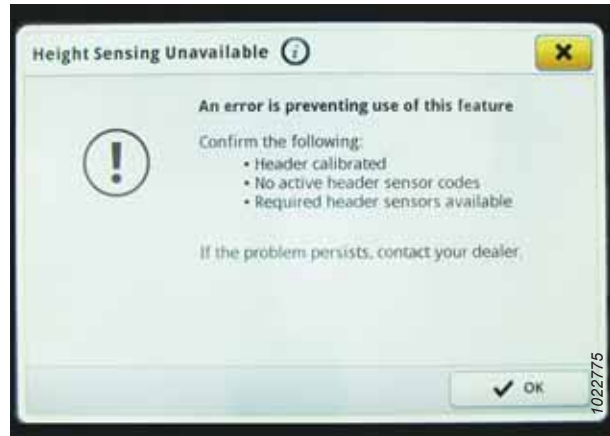 Height Sensing Unavailable
An error is preventing use of this feature
Confirm the following:
• Header calibrated
• No active header sensor codes
• Required header sensors available
If the problem persists, contact your dealer.
OK
1022775